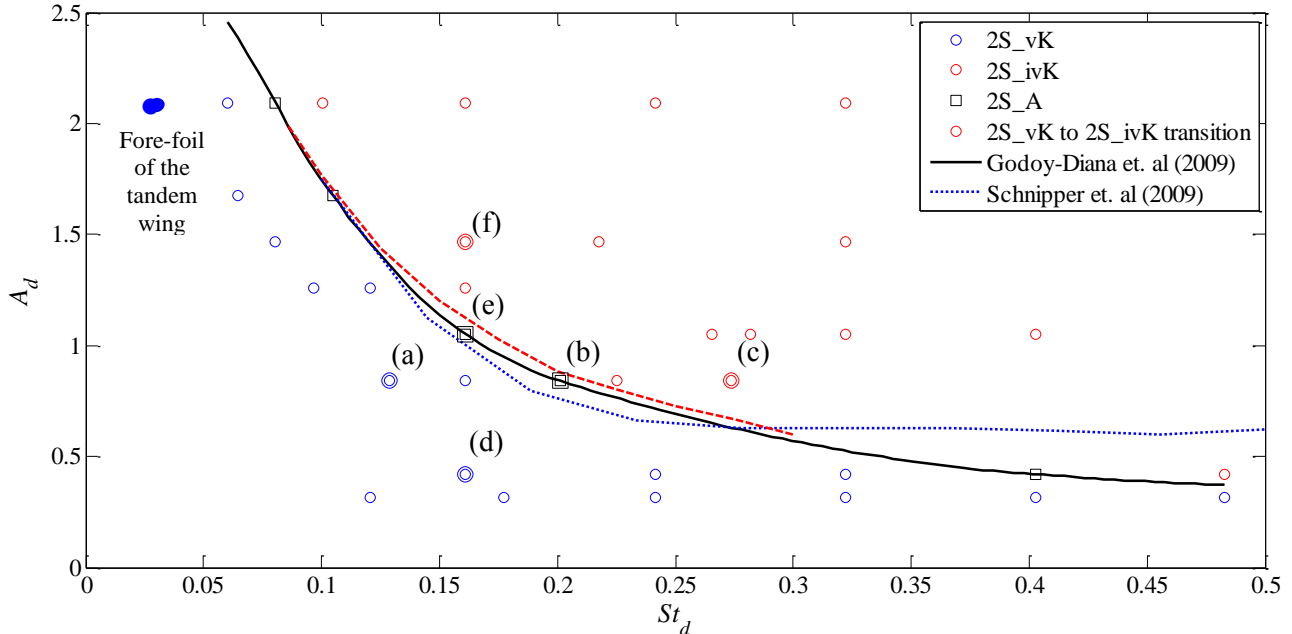 2.5
2
1.5
1
0.5
0
A_d
0
0.05
0.1
0.15
0.2
0.25
0.3
0.35
0.4
0.45
0.5
St_d
Fore-foil
of the
tandem
wing
(f)
(e)
(a)
(b)
(c)
(d)
2S_vK
2S_ivK
2S_A
2S_vK to 2S_ivK transition
Godoy-Diana et. al (2009)
Schnipper et. al (2009)